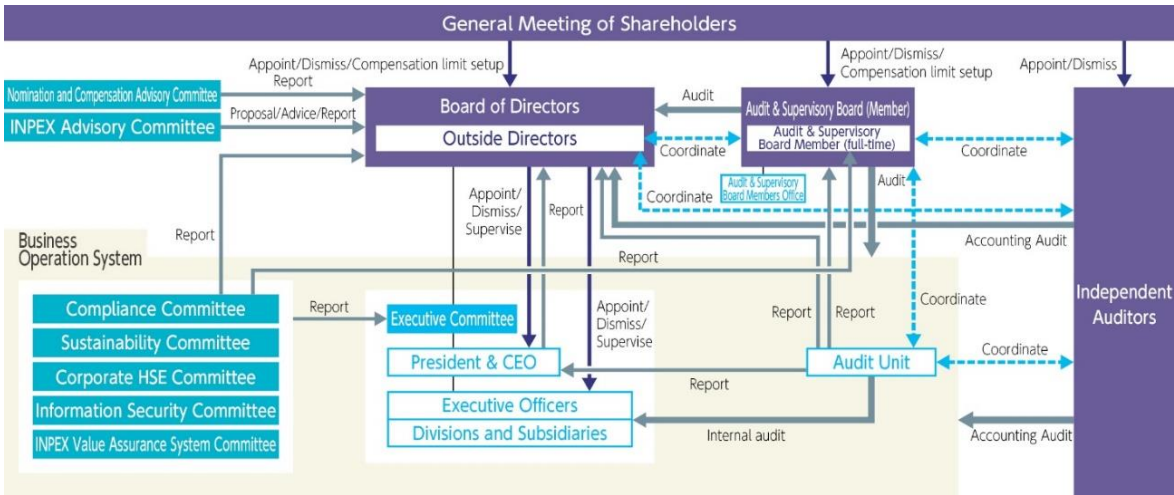 General Meeting of Shareholders
Appoint/Dismiss/Compensation limit setup
Appoint/Dismiss/
Compensation limit setup
Appoint/Dismiss
Nomination and Compensation Advisory Committee
Report
INPEX Advisory Committee
Proposal/Advice/Report
Board of Directors
Outside Directors
Audit
Audit & Supervisory Board (Member)
Audit & Supervisory
Board Member (full-time)
Coordinate
Coordinate
Audit & Supervisory
Board Members Office
Audit
Coordinate
Appoint/
Dismiss/
Supervise
Report
Accounting Audit
Report
Business
Operation System
Report
Compliance Committee
Sustainability Committee
Corporate HSE Committee
Information Security Committee
INPEX Value Assurance System Committee
Report
Executive Committee
Appoint/
Dismiss/
Supervise
Report
Report
Coordinate
Independent
Auditors
President & CEO
Report
Audit Unit
Coordinate
Executive Officers
Divisions and Subsidiaries
Internal audit
Accounting Audit